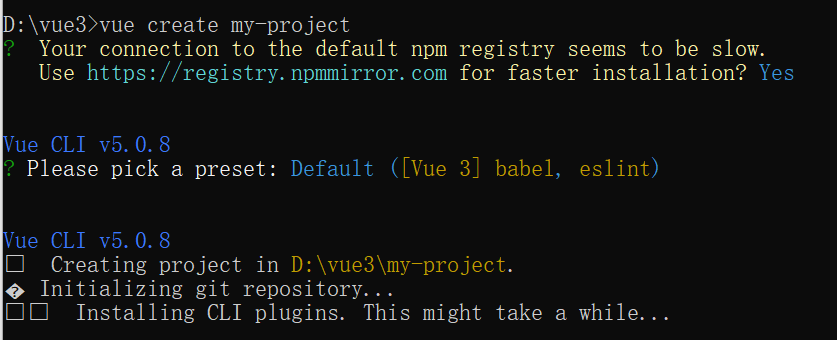 D:\vue3>vue create my-project
?  Your connection to the default npm registry seems to be slow.
   Use https://registry.npmmirror.com for faster installation? Yes
Vue CLI v5.0.8
? Please pick a preset: Default ([Vue 3] babel, eslint)
Vue CLI v5.0.8
□  Creating project in D:\vue3\my-project.
� Initializing git repository...
□□  Installing CLI plugins. This might take a while...